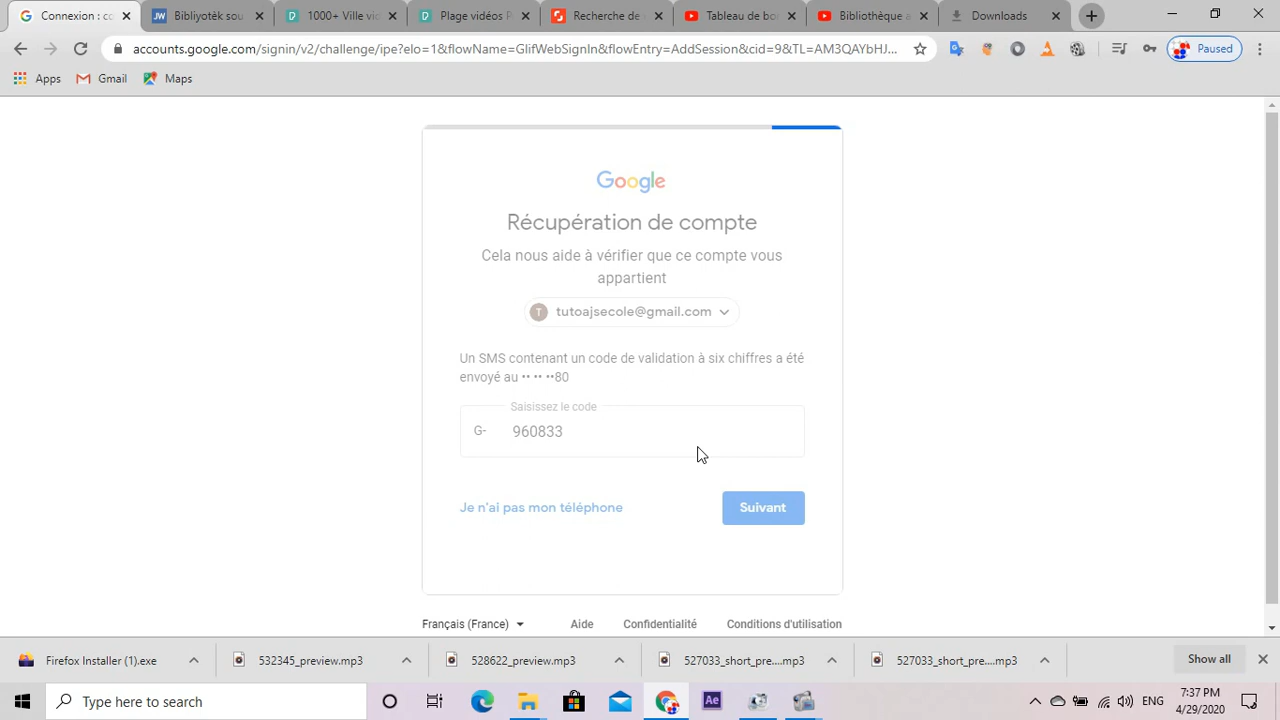 Connexion : co
Bibliyotèk sou
1000+ Ville vid
Plage vidéos P
Recherche de
Tableau de bor
Bibliothèque a
Downloads
accounts.google.com/signin/v2/challenge/ipe?elo=1&flowName=GlifWebSignIn&flowEntry=AddSession&cid=9&TL=AM3QAYbHJ...
Paused
Apps
Gmail
Maps
Google
Récupération de compte
Cela nous aide à vérifier que ce compte vous
appartient
T tutoajsecole@gmail.com
Un SMS contenant un code de validation à six chiffres a été
envoyé au •• •• ••80
Saisissez le code
G- 960833
Je n'ai pas mon téléphone
Suivant
Français (France)
Aide
Confidentialité
Conditions d'utilisation
Firefox Installer (1).exe
532345_preview.mp3
528622_preview.mp3
527033_short_pre....mp3
527033_short_pre....mp3
Show all
Type here to search
Ae
ENG
7:37 PM
4/29/2020